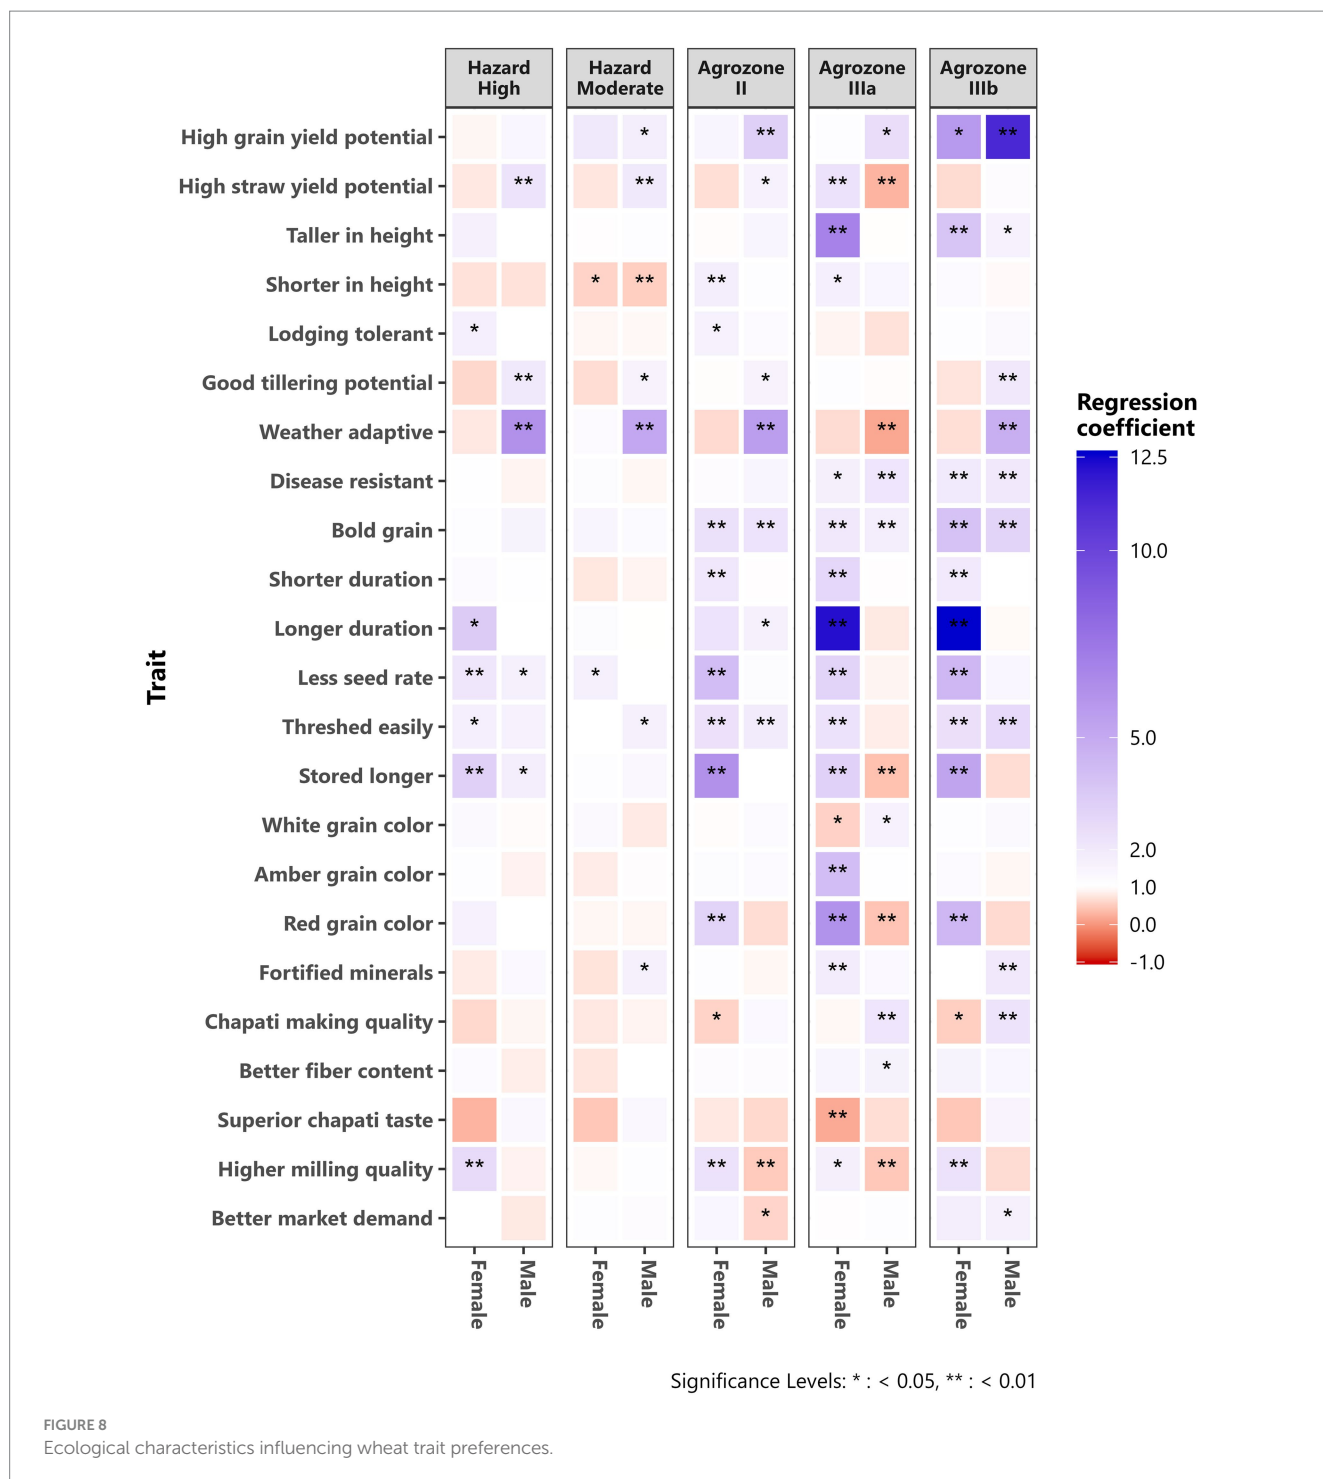 Hazard High
Hazard Moderate
Agrozone II
Agrozone IIIa
Agrozone IIIb
High grain yield potential * ** * * **
High straw yield potential ** ** * ** **
Taller in height ** ** *
Shorter in height * ** ** *
Lodging tolerant * *
Good tillering potential ** * * **
Weather adaptive ** ** ** ** **
Disease resistant * ** ** **
Bold grain ** ** ** ** ** **
Shorter duration ** ** **
Longer duration * * ** **
Less seed rate ** * * ** ** **
Threshed easily * * ** ** ** ** **
Stored longer ** * ** ** ** **
White grain color * *
Amber grain color **
Red grain color ** ** ** **
Fortified minerals * ** **
Chapati making quality * ** * **
Better fiber content *
Superior chapati taste **
Higher milling quality ** ** ** * ** **
Better market demand * *
Trait
Female Male Female Male Female Male Female Male Female Male
Regression
coefficient
12.5
10.0
5.0
2.0
1.0
0.0
-1.0
Significance Levels: * : < 0.05, ** : < 0.01
FIGURE 8
Ecological characteristics influencing wheat trait preferences.